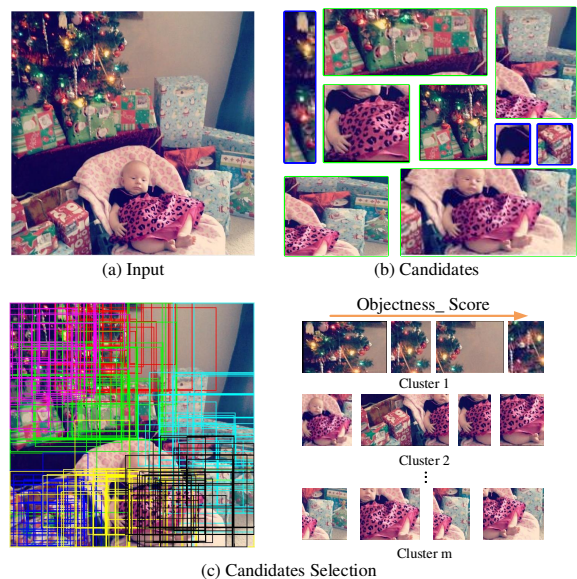 (a) Input
(b) Candidates
Objectness_ Score
Cluster 1
Cluster 2
Cluster m
(c) Candidates Selection